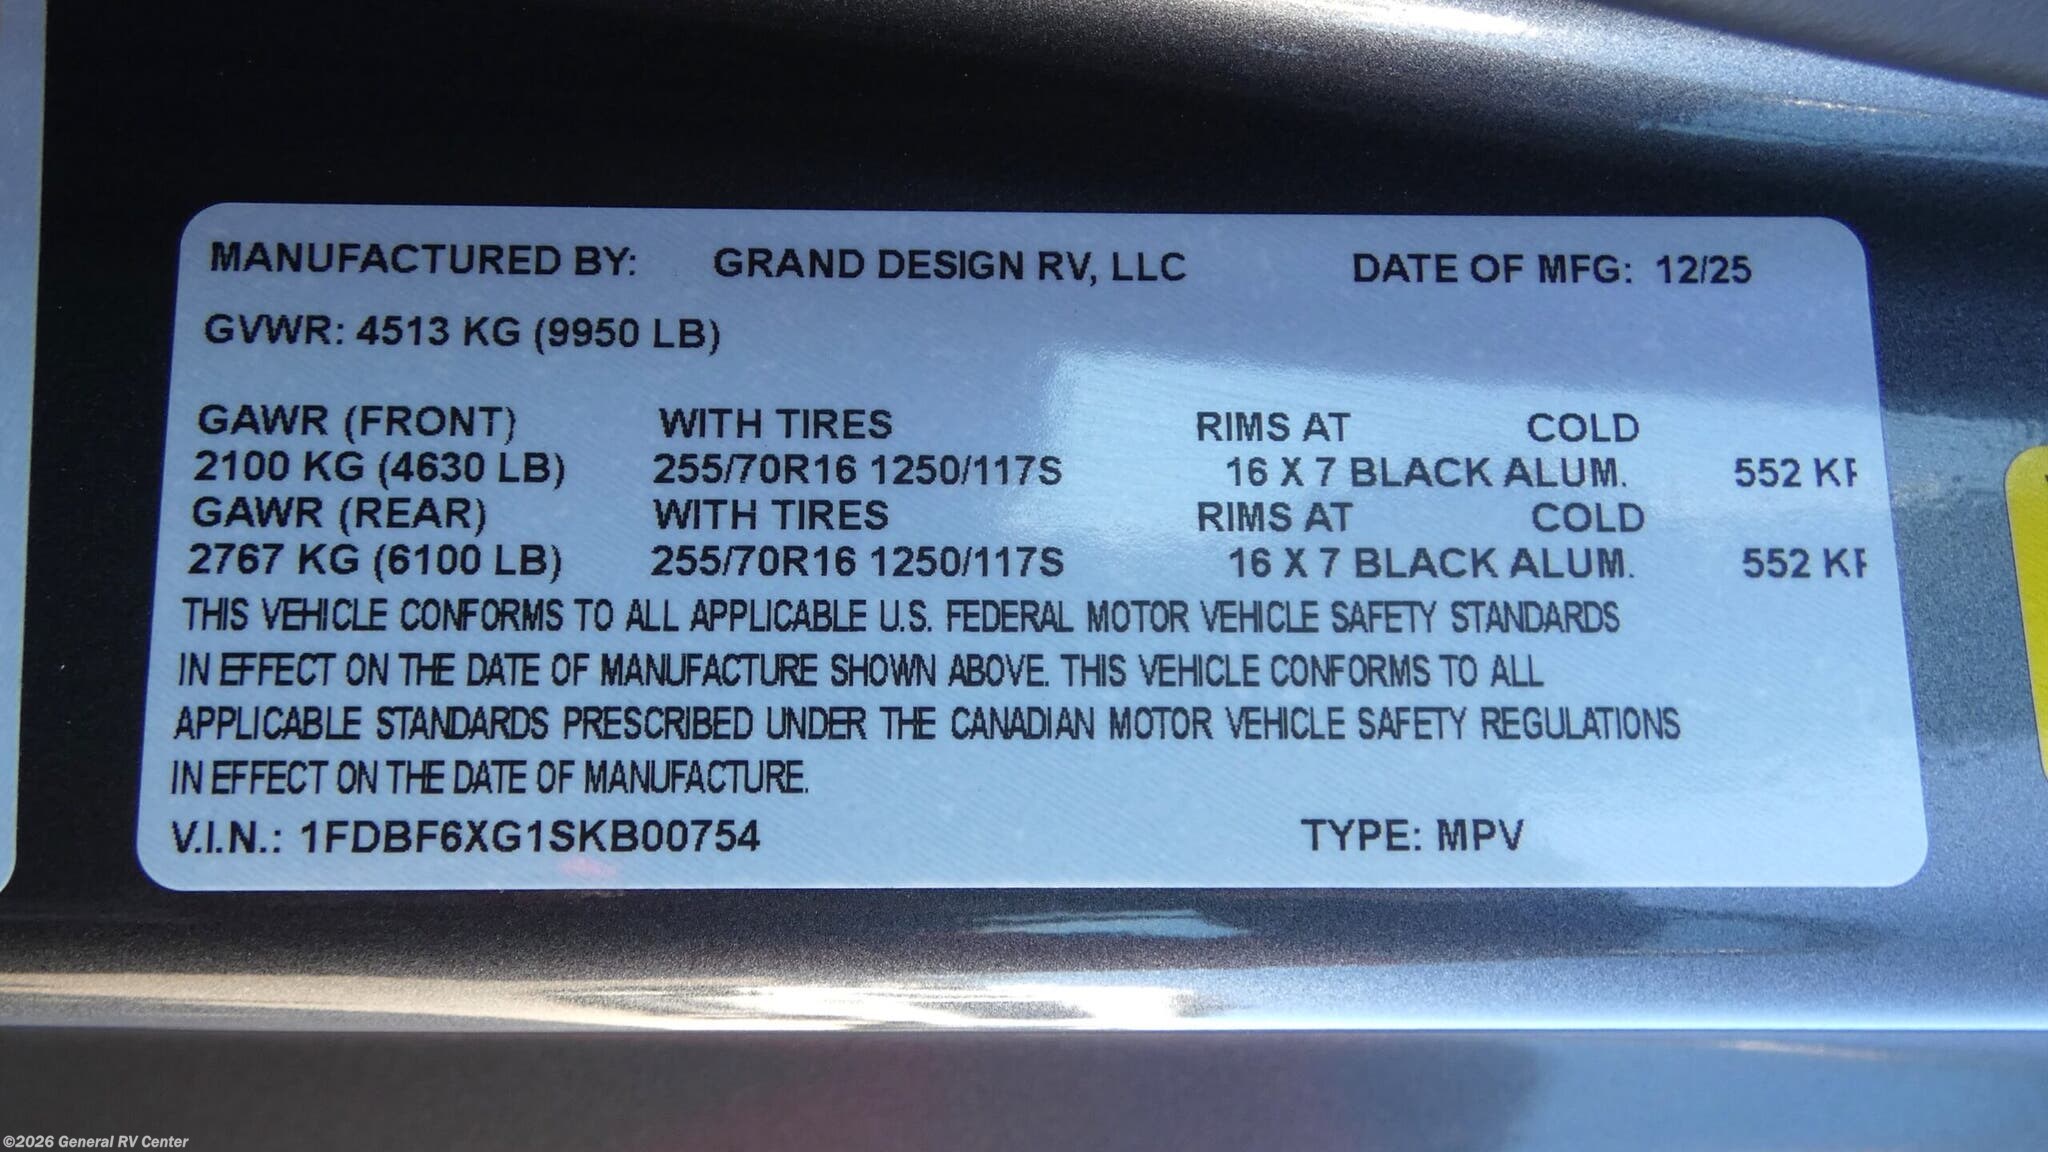 MANUFACTURED BY: GRAND DESIGN RV, LLC DATE OF MFG: 12/25
GVWR: 4513 KG (9950 LB)
GAWR (FRONT) WITH TIRES RIMS AT COLD
2100 KG (4630 LB) 255/70R16 1250/117S 16 X 7 BLACK ALUM. 552 KP
GAWR (REAR) WITH TIRES RIMS AT COLD
2767 KG (6100 LB) 255/70R16 1250/117S 16 X 7 BLACK ALUM. 552 KP
THIS VEHICLE CONFORMS TO ALL APPLICABLE U.S. FEDERAL MOTOR VEHICLE SAFETY STANDARDS
IN EFFECT ON THE DATE OF MANUFACTURE SHOWN ABOVE. THIS VEHICLE CONFORMS TO ALL
APPLICABLE STANDARDS PRESCRIBED UNDER THE CANADIAN MOTOR VEHICLE SAFETY REGULATIONS
IN EFFECT ON THE DATE OF MANUFACTURE.
V.I.N.: 1FDBF6XG1SKB00754 TYPE: MPV
©2026 General RV Center